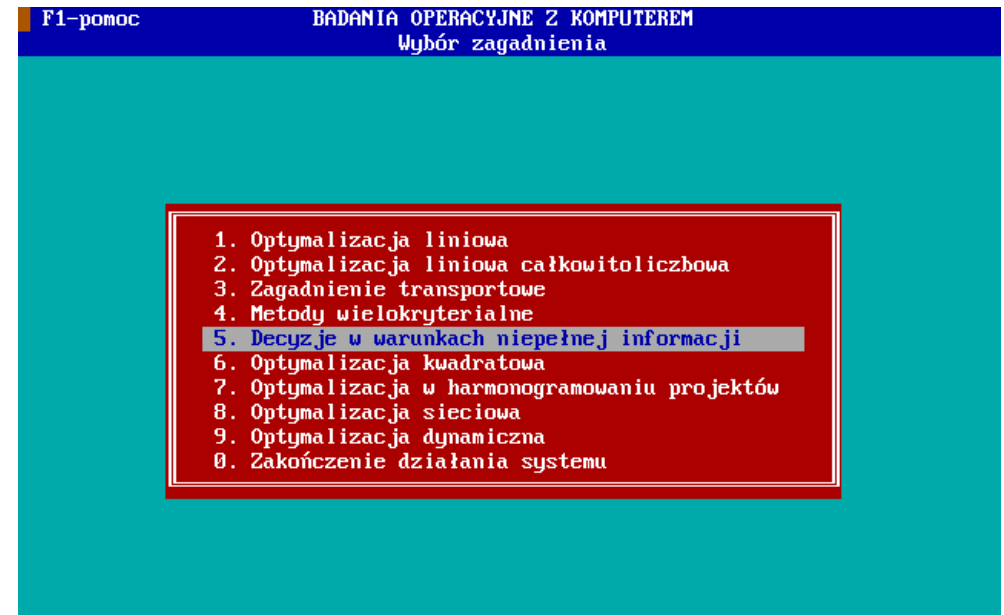 F1-pomoc BADANIA OPERACYJNE Z KOMPUTEREM
Wybór zagadnienia
1. Optymalizacja liniowa
2. Optymalizacja liniowa całkowitoliczbowa
3. Zagadnienie transportowe
4. Metody wielokryterialne
5. Decyzje w warunkach niepełnej informacji
6. Optymalizacja kwadratowa
7. Optymalizacja w harmonogramowaniu projektów
8. Optymalizacja sieciowa
9. Optymalizacja dynamiczna
0. Zakończenie działania systemu